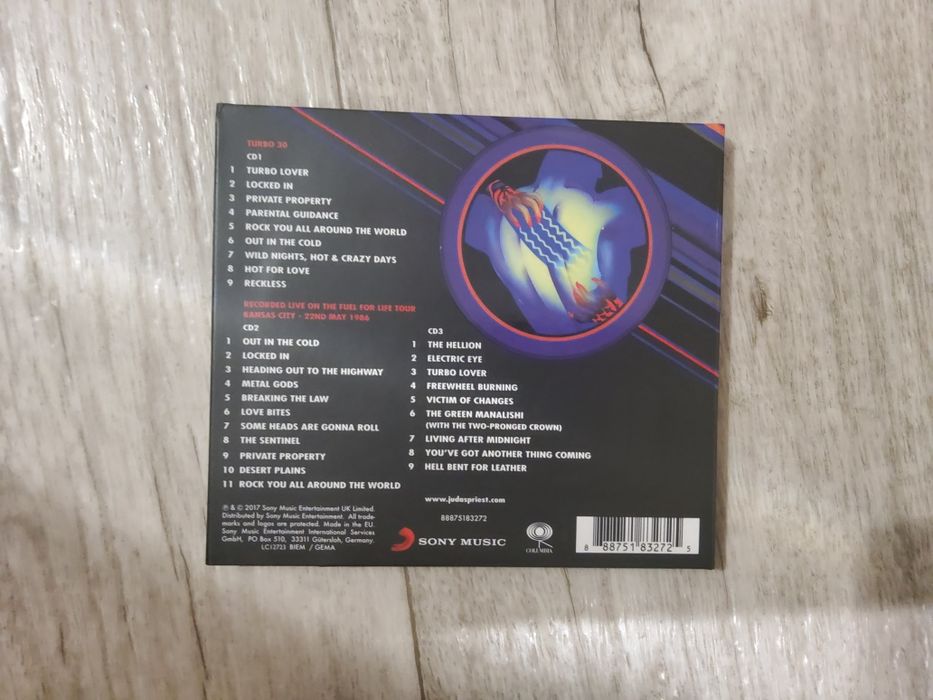 TURBO 30
CD1
1 TURBO LOVER
2 LOCKED IN
3 PRIVATE PROPERTY
4 PARENTAL GUIDANCE
5 ROCK YOU ALL AROUND THE WORLD
6 OUT IN THE COLD
7 WILD NIGHTS, HOT & CRAZY DAYS
8 HOT FOR LOVE
9 RECKLESS
RECORDED LIVE ON THE FUEL FOR LIFE TOUR
KANSAS CITY - 22ND MAY 1986
CD2
1 OUT IN THE COLD
2 LOCKED IN
3 HEADING OUT TO THE HIGHWAY
4 METAL GODS
5 BREAKING THE LAW
6 LOVE BITES
7 SOME HEADS ARE GONNA ROLL
8 THE SENTINEL
9 PRIVATE PROPERTY
10 DESERT PLAINS
11 ROCK YOU ALL AROUND THE WORLD
CD3
1 THE HELLION
2 ELECTRIC EYE
3 TURBO LOVER
4 FREEWHEEL BURNING
5 VICTIM OF CHANGES
6 THE GREEN MANALISHI
(WITH THE TWO-PRONGED CROWN)
7 LIVING AFTER MIDNIGHT
8 YOU'VE GOT ANOTHER THING COMING
9 HELL BENT FOR LEATHER
www.judaspriest.com
88875183272
℗ & © 2017 Sony Music Entertainment UK Limited.
Distributed by Sony Music Entertainment. All trade-
marks and logos are protected. Made in the EU.
Sony Music Entertainment International Services
GmbH, PO Box 510, 33311 Gütersloh, Germany.
LC12723 BIEM / GEMA
SONY MUSIC
COLUMBIA
8 88751 83272 5